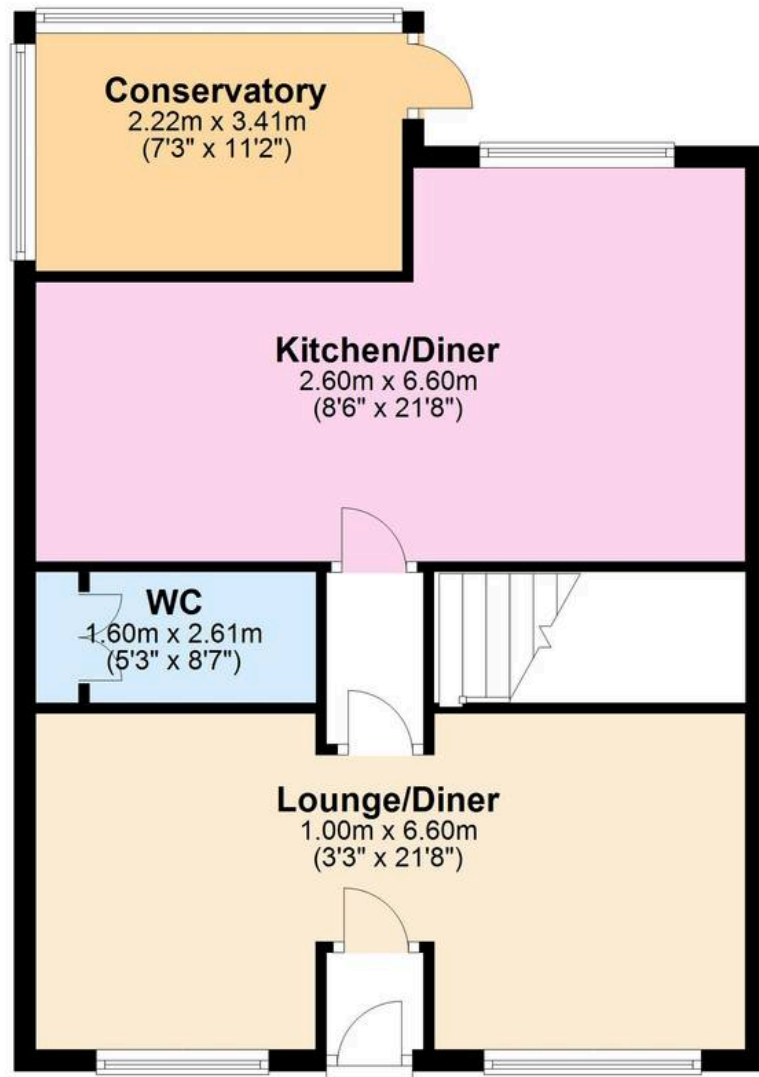 Conservatory
2.22m x 3.41m
(7'3" x 11'2")
Kitchen/Diner
2.60m x 6.60m
(8'6" x 21'8")
WC
1.60m x 2.61m
(5'3" x 8'7")
Lounge/Diner
1.00m x 6.60m
(3'3" x 21'8")